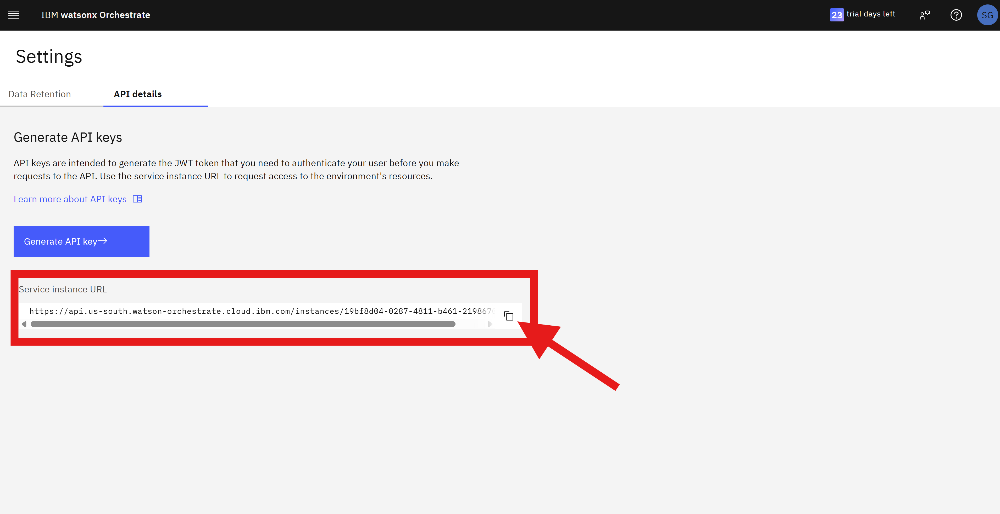 IBM watsonx Orchestrate
23 trial days left
SG
Settings
Data Retention
API details
Generate API keys
API keys are intended to generate the JWT token that you need to authenticate your user before you make
requests to the API. Use the service instance URL to request access to the environment's resources.
Learn more about API keys
Generate API key
Service instance URL
https://api.us-south.watson-orchestrate.cloud.ibm.com/instances/19bf8d04-0287-4811-b461-2198670